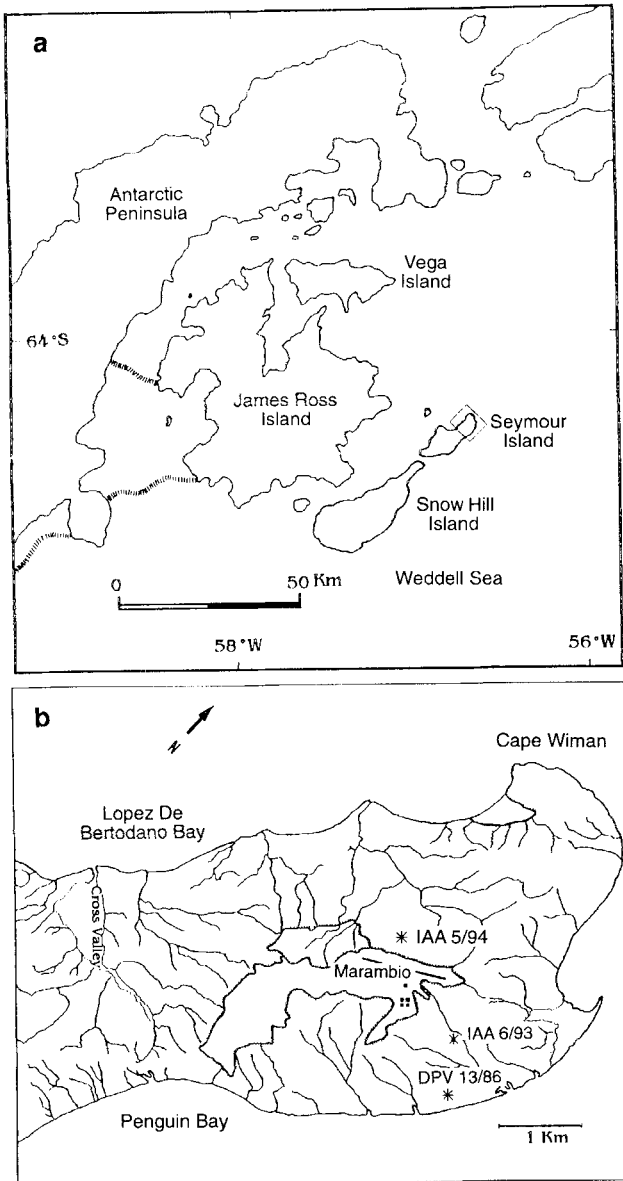 a
Antarctic
Peninsula
Vega
Island
64°S
James Ross
Island
Seymour
Island
Snow Hill
Island
0
50 Km
Weddell Sea
58°W
56°W
b
N
Cape Wiman
Lopez De
Bertodano Bay
Cross Valley
IAA 5/94
Marambio
IAA 6/93
DPV 13/86
Penguin Bay
1 Km